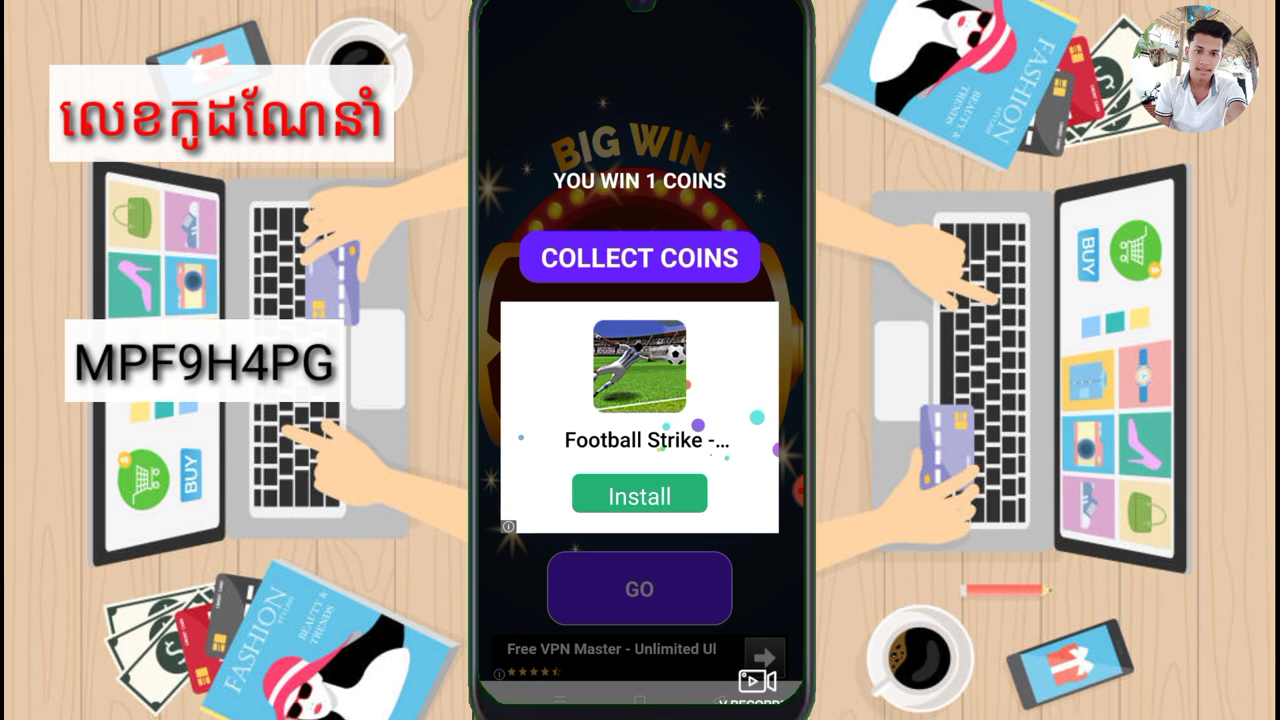 លេខកូដណែនាំ
MPF9H4PG
BIG WIN
YOU WIN 1 COINS
COLLECT COINS
Football Strike -...
Install
GO
Free VPN Master - Unlimited UI
BUY
BUY
FASHION
BEAUTY &
TRENDS
FASHION
BEAUTY &
TRENDS